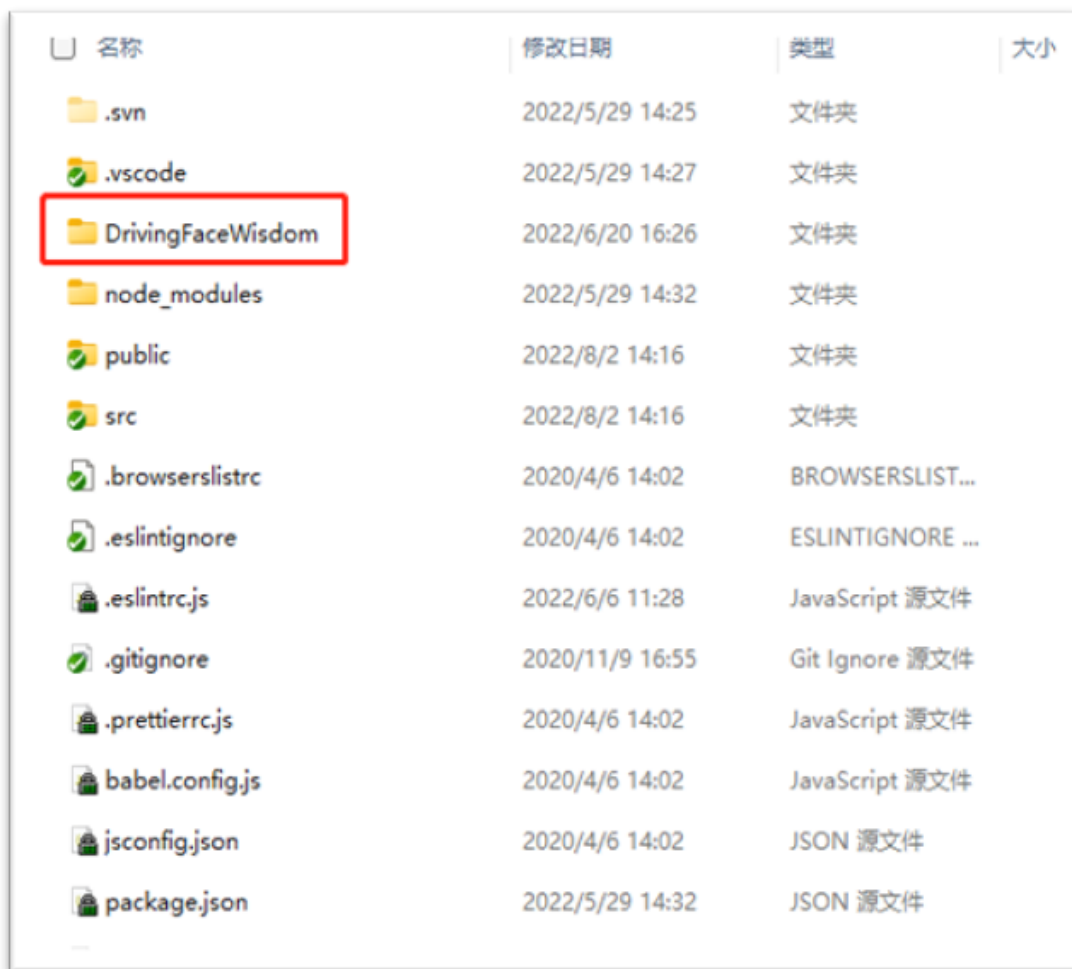 名称 修改日期 类型 大小
.svn 2022/5/29 14:25 文件夹
.vscode 2022/5/29 14:27 文件夹
DrivingFaceWisdom 2022/6/20 16:26 文件夹
node_modules 2022/5/29 14:32 文件夹
public 2022/8/2 14:16 文件夹
src 2022/8/2 14:16 文件夹
.browserslistrc 2020/4/6 14:02 BROWSERSLIST...
.eslintignore 2020/4/6 14:02 ESLINTIGNORE ...
.eslintrc.js 2022/6/6 11:28 JavaScript 源文件
.gitignore 2020/11/9 16:55 Git Ignore 源文件
.prettierrc.js 2020/4/6 14:02 JavaScript 源文件
babel.config.js 2020/4/6 14:02 JavaScript 源文件
jsconfig.json 2020/4/6 14:02 JSON 源文件
package.json 2022/5/29 14:32 JSON 源文件